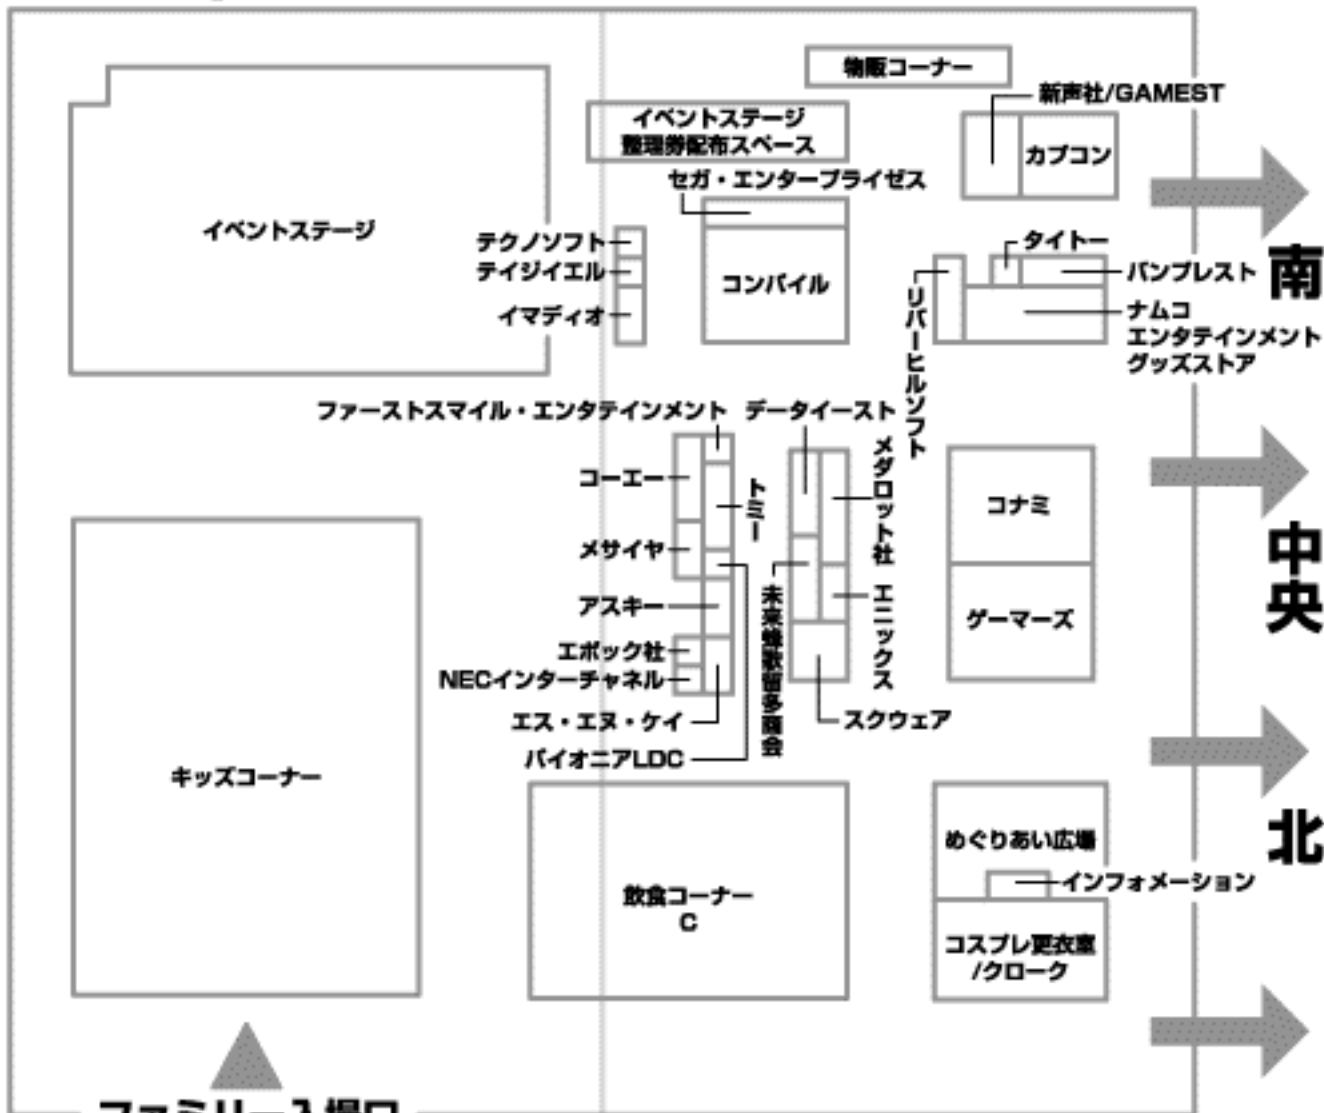 物販コーナー
新声社/GAMEST
イベントステージ
整理券配布スペース
カプコン
セガ・エンタープライゼス
イベントステージ
テクノソフト
テイジイエル
イマディオ
コンパイル
タイトー
バンプレスト
リバーヒルソフト
ナムコ
エンタテインメント
グッズストア
南
ファーストスマイル・エンタテインメント
データイースト
コーエー
トミー
メダロット社
コナミ
メサイヤ
アスキー
未来蜂歌留多商会
エニックス
ゲーマーズ
中央
エポック社
NECインターチャネル
エス・エヌ・ケイ
スクウェア
パイオニアLDC
キッズコーナー
めぐりあい広場
北
インフォメーション
飲食コーナー
C
コスプレ更衣室
/クローク
ファミリー入場口